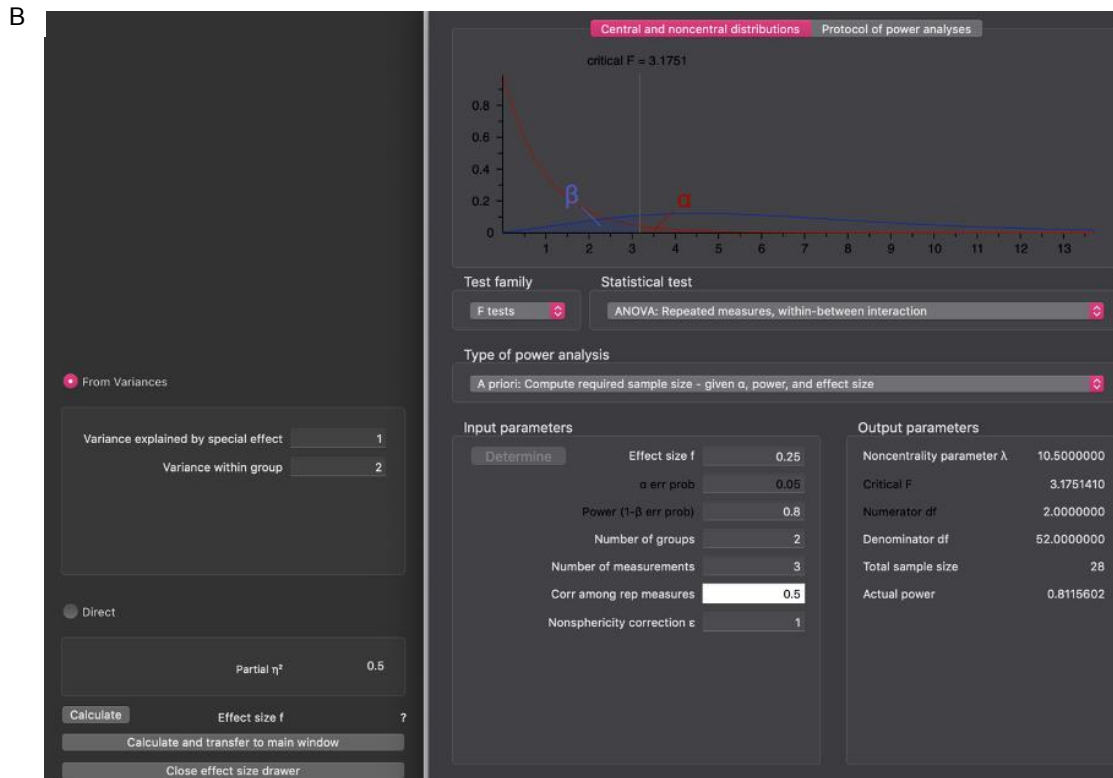 B
Central and noncentral distributions Protocol of power analyses
critical F = 3.1751
0.8
0.6
0.4
0.2
0
β
α
1 2 3 4 5 6 7 8 9 10 11 12 13
Test family Statistical test
F tests ANOVA: Repeated measures, within-between interaction
Type of power analysis
A priori: Compute required sample size - given α, power, and effect size
From Variances
Variance explained by special effect 1
Variance within group 2
Direct
Partial η² 0.5
Calculate Effect size f ?
Calculate and transfer to main window
Close effect size drawer
Input parameters
Determine Effect size f 0.25
α err prob 0.05
Power (1-β err prob) 0.8
Number of groups 2
Number of measurements 3
Corr among rep measures 0.5
Nonsphericity correction ε 1
Output parameters
Noncentrality parameter λ 10.5000000
Critical F 3.1751410
Numerator df 2.0000000
Denominator df 52.0000000
Total sample size 28
Actual power 0.8115602